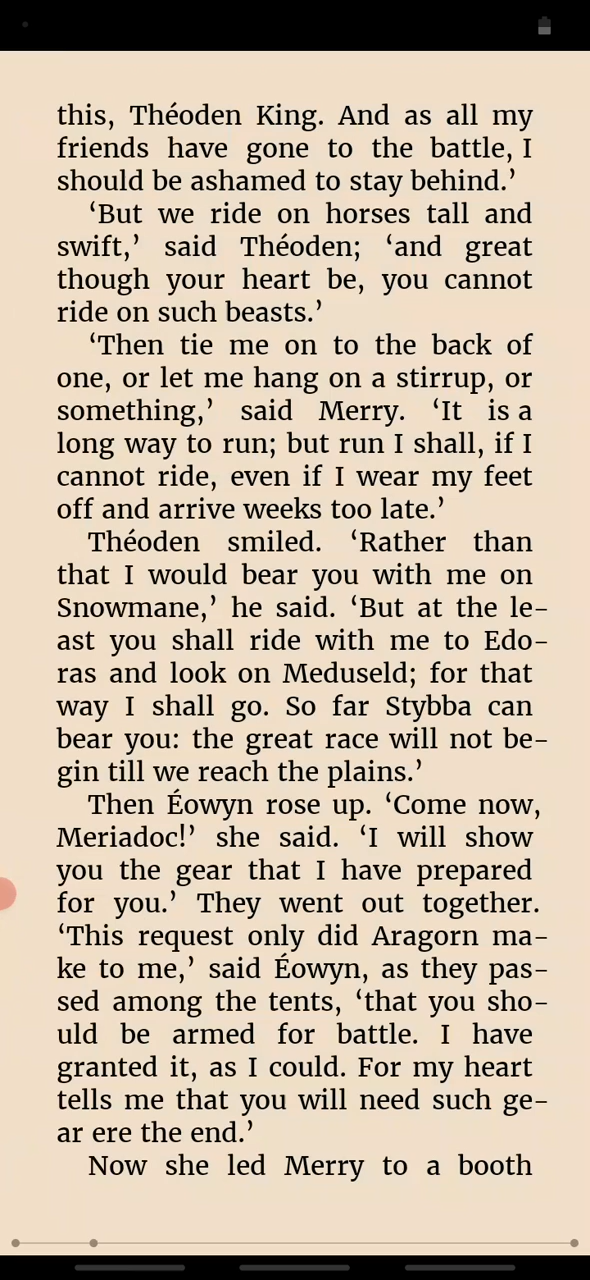 this, Théoden King. And as all my
friends have gone to the battle, I
should be ashamed to stay behind.’
‘But we ride on horses tall and
swift,’ said Théoden; ‘and great
though your heart be, you cannot
ride on such beasts.’
‘Then tie me on to the back of
one, or let me hang on a stirrup, or
something,’ said Merry. ‘It is a
long way to run; but run I shall, if I
cannot ride, even if I wear my feet
off and arrive weeks too late.’
Théoden smiled. ‘Rather than
that I would bear you with me on
Snowmane,’ he said. ‘But at the le-
ast you shall ride with me to Edo-
ras and look on Meduseld; for that
way I shall go. So far Stybba can
bear you: the great race will not be-
gin till we reach the plains.’
Then Éowyn rose up. ‘Come now,
Meriadoc!’ she said. ‘I will show
you the gear that I have prepared
for you.’ They went out together.
‘This request only did Aragorn ma-
ke to me,’ said Éowyn, as they pas-
sed among the tents, ‘that you sho-
uld be armed for battle. I have
granted it, as I could. For my heart
tells me that you will need such ge-
ar ere the end.’
Now she led Merry to a booth